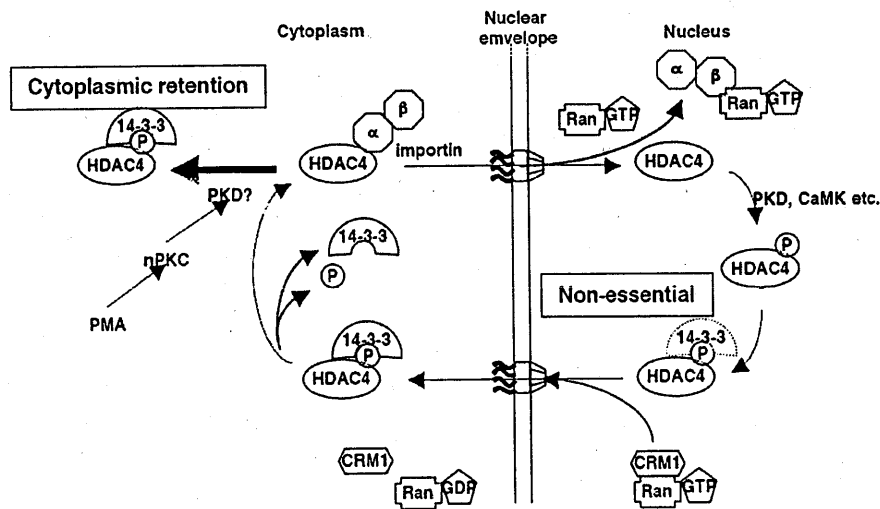 Cytoplasm
Nuclear
emvelope
Nucleus
Cytoplasmic retention
14-3-3
P
HDAC4
β
α
HDAC4
importin
Ran
GTP
α
β
Ran
GTP
HDAC4
PKD?
nPKC
PMA
14-3-3
P
PKD, CaMK etc.
P
HDAC4
Non-essential
14-3-3
P
HDAC4
14-3-3
P
HDAC4
CRM1
Ran
GDP
CRM1
Ran
GTP